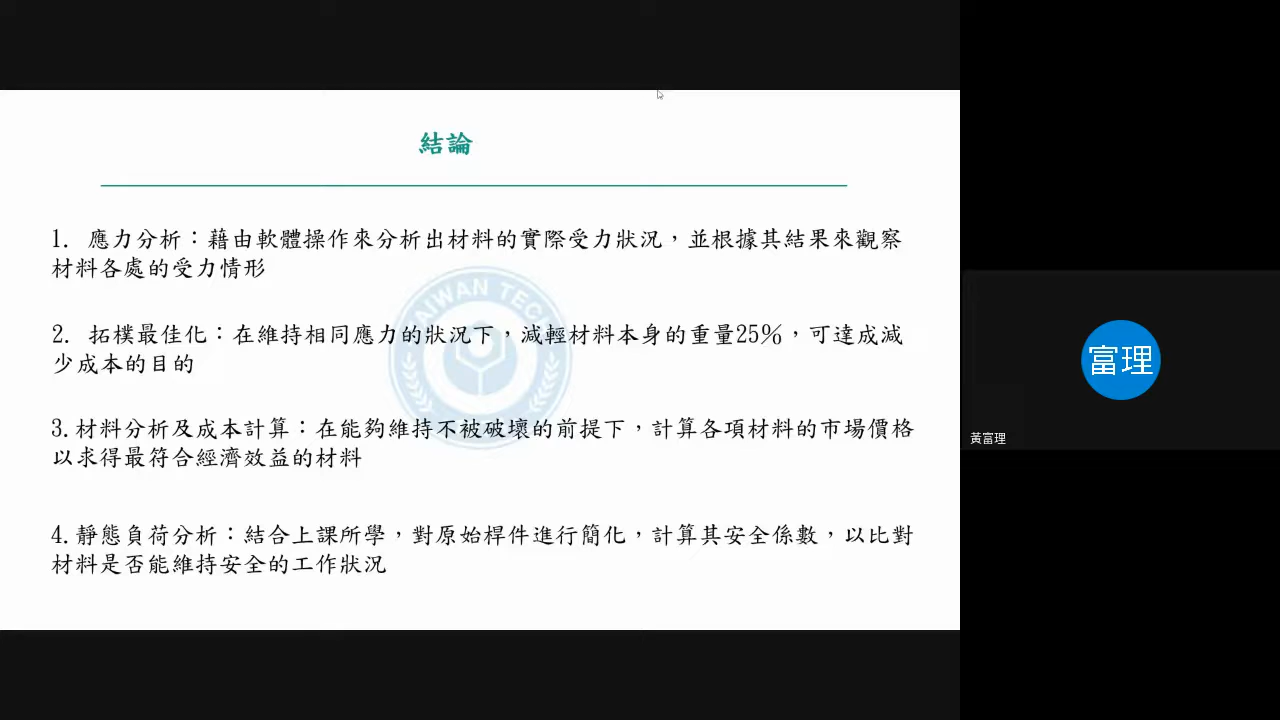 結論
1. 應力分析：藉由軟體操作來分析出材料的實際受力狀況，並根據其結果來觀察
材料各處的受力情形
2. 拓樸最佳化：在維持相同應力的狀況下，減輕材料本身的重量25%，可達成減
少成本的目的
3.材料分析及成本計算：在能夠維持不被破壞的前提下，計算各項材料的市場價格
以求得最符合經濟效益的材料
4.靜態負荷分析：結合上課所學，對原始桿件進行簡化，計算其安全係數，以比對
材料是否能維持安全的工作狀況
TAIWAN TECH
富理
黃富理